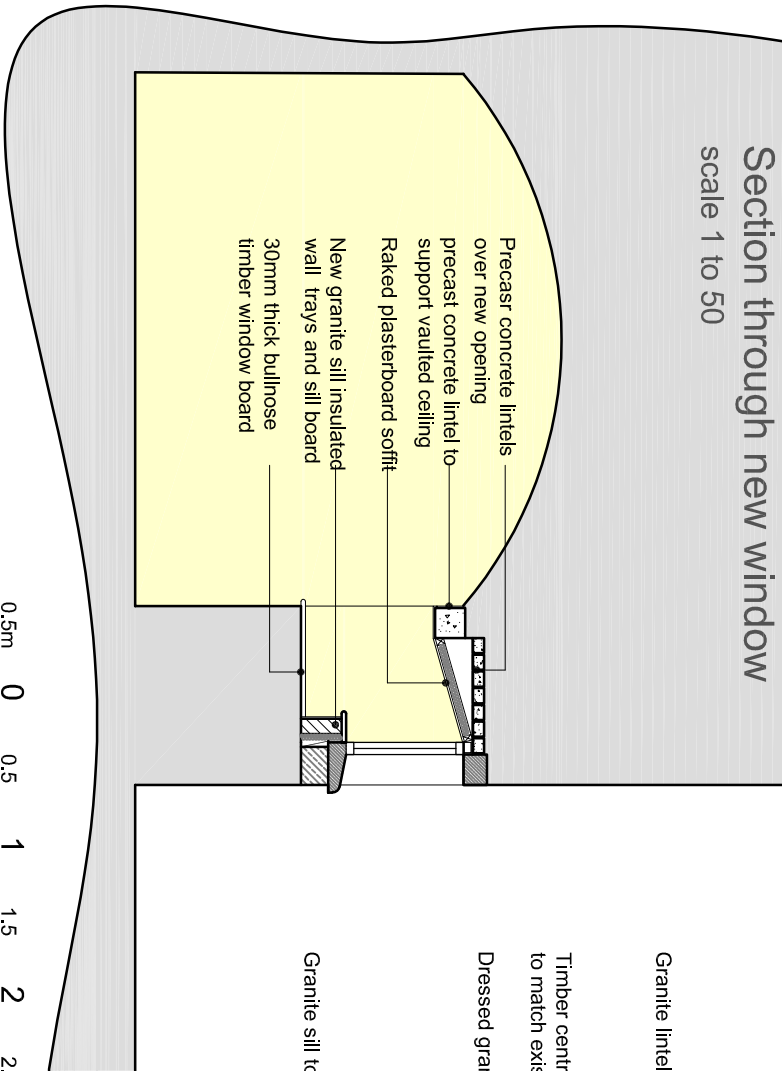 Section through new window
scale 1 to 50
Precasr concrete lintels
over new opening
precast concrete lintel to
support vaulted ceiling
Raked plasterboard soffit
New granite sill insulated
wall trays and sill board
30mm thick bullnose
timber window board
Granite lintel
Timber centr
to match exis
Dressed gran
Granite sill to
0.5m 0 0.5 1 1.5 2 2.